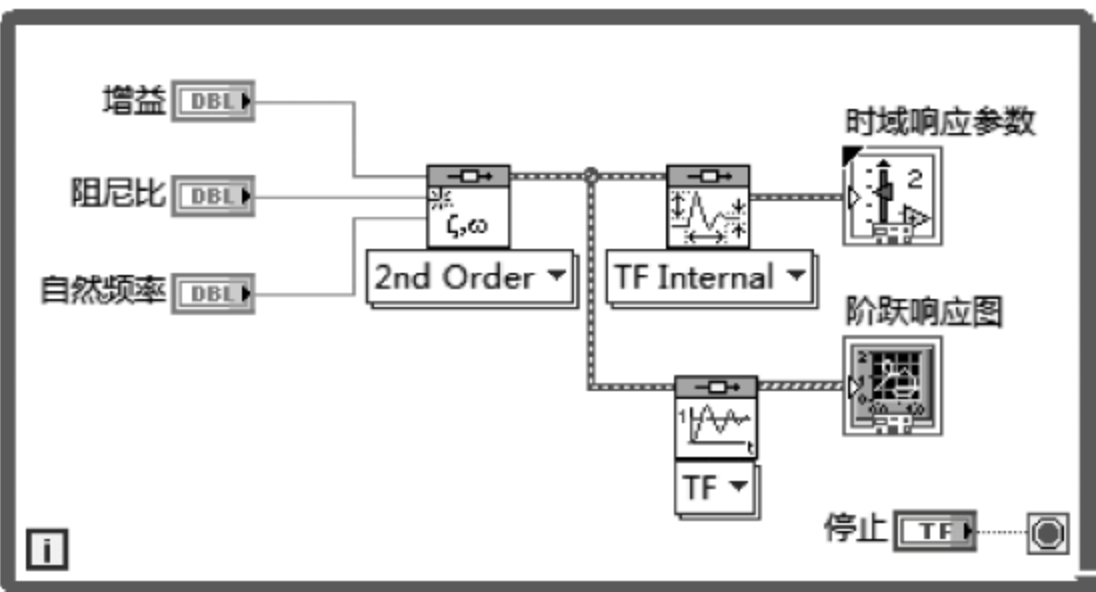 增益 DBL
阻尼比 DBL
自然频率 DBL
ζ,ω
2nd Order
TF Internal
时域响应参数
2
阶跃响应图
1
t
TF
停止 TF
i